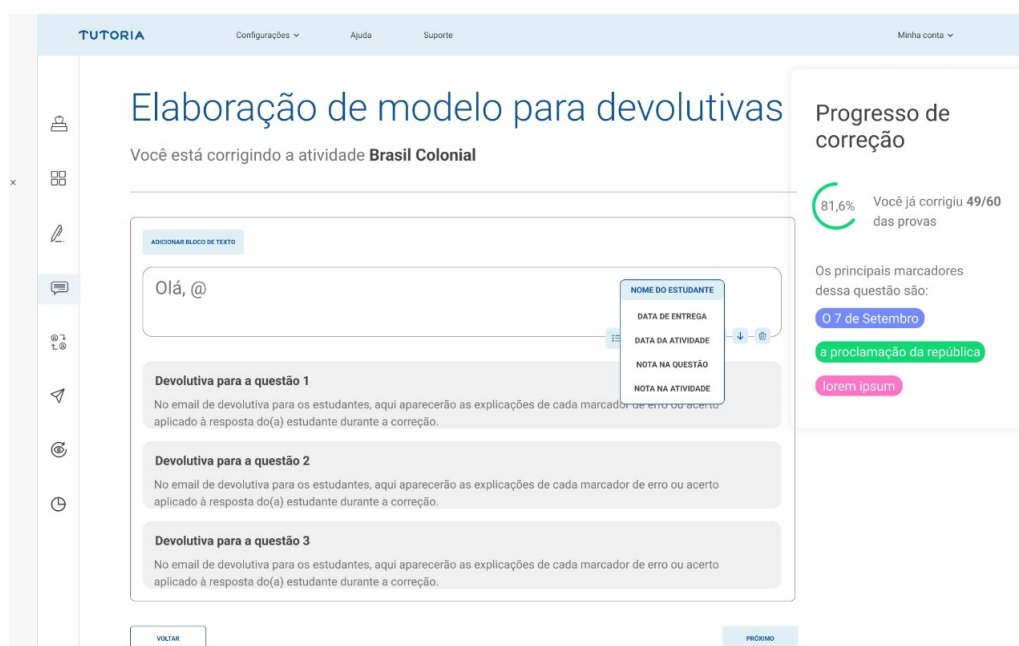 TUTORIA
Configurações
Ajuda
Suporte
Minha conta
Elaboração de modelo para devolutivas
Você está corrigindo a atividade Brasil Colonial
ADICIONAR BLOCO DE TEXTO
Olá, @
NOME DO ESTUDANTE
DATA DE ENTREGA
DATA DA ATIVIDADE
NOTA NA QUESTÃO
NOTA NA ATIVIDADE
Devolutiva para a questão 1
No email de devolutiva para os estudantes, aqui aparecerão as explicações de cada marcador de erro ou acerto
aplicado à resposta do(a) estudante durante a correção.
Devolutiva para a questão 2
No email de devolutiva para os estudantes, aqui aparecerão as explicações de cada marcador de erro ou acerto
aplicado à resposta do(a) estudante durante a correção.
Devolutiva para a questão 3
No email de devolutiva para os estudantes, aqui aparecerão as explicações de cada marcador de erro ou acerto
aplicado à resposta do(a) estudante durante a correção.
VOLTAR
PRÓXIMO
Progresso de
correção
81,6%
Você já corrigiu 49/60
das provas
Os principais marcadores
dessa questão são:
O 7 de Setembro
a proclamação da república
lorem ipsum